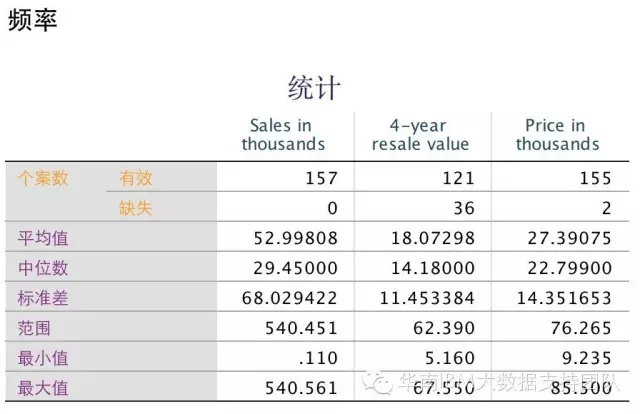 频率
统计
Sales in thousands 4-year resale value Price in thousands
个案数 有效 157 121 155
缺失 0 36 2
平均值 52.99808 18.07298 27.39075
中位数 29.45000 14.18000 22.79900
标准差 68.029422 11.453384 14.351653
范围 540.451 62.390 76.265
最小值 .110 5.160 9.235
最大值 540.561 67.550 85.500
华南IBM大数据支持团队